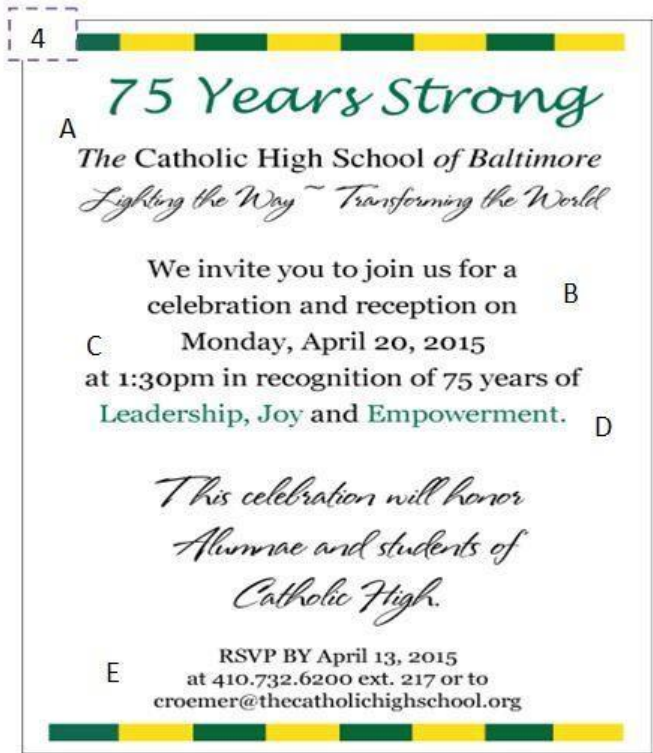 4
75 Years Strong
A
The Catholic High School of Baltimore
Lighting the Way ~ Transforming the World
We invite you to join us for a
celebration and reception on
B
C
Monday, April 20, 2015
at 1:30pm in recognition of 75 years of
Leadership, Joy and Empowerment.
D
This celebration will honor
Alumnae and students of
Catholic High.
E
RSVP BY April 13, 2015
at 410.732.6200 ext. 217 or to
croemer@thecatholichighschool.org